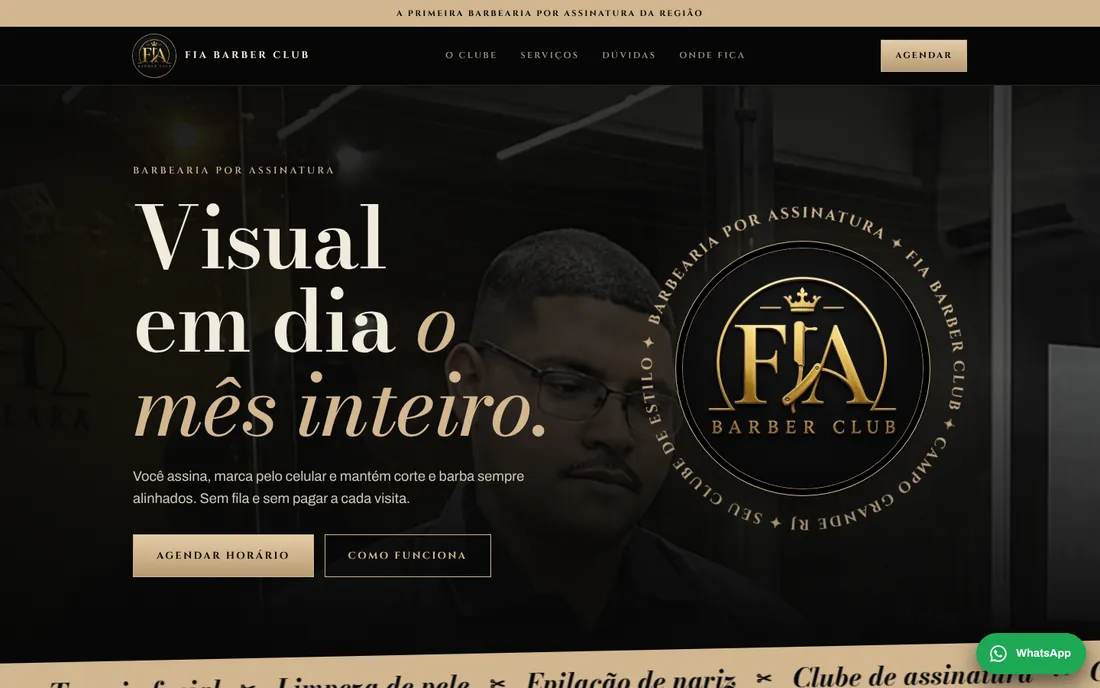 A PRIMEIRA BARBEARIA POR ASSINATURA DA REGIÃO
FIA
BARBER CLUB
FIA BARBER CLUB
O CLUBE
SERVIÇOS
DÚVIDAS
ONDE FICA
AGENDAR
BARBEARIA POR ASSINATURA
Visual
em dia o
mês inteiro.
Você assina, marca pelo celular e mantém corte e barba sempre
alinhados. Sem fila e sem pagar a cada visita.
AGENDAR HORÁRIO
COMO FUNCIONA
BARBEARIA POR ASSINATURA ✦ FIA BARBER CLUB ✦ CAMPO GRANDE RJ ✦ SEU CLUBE DE ESTILO ✦
FIA
BARBER CLUB
Limpeza de pele ✂ Epilação de nariz ✂ Clube de assinatura
WhatsApp